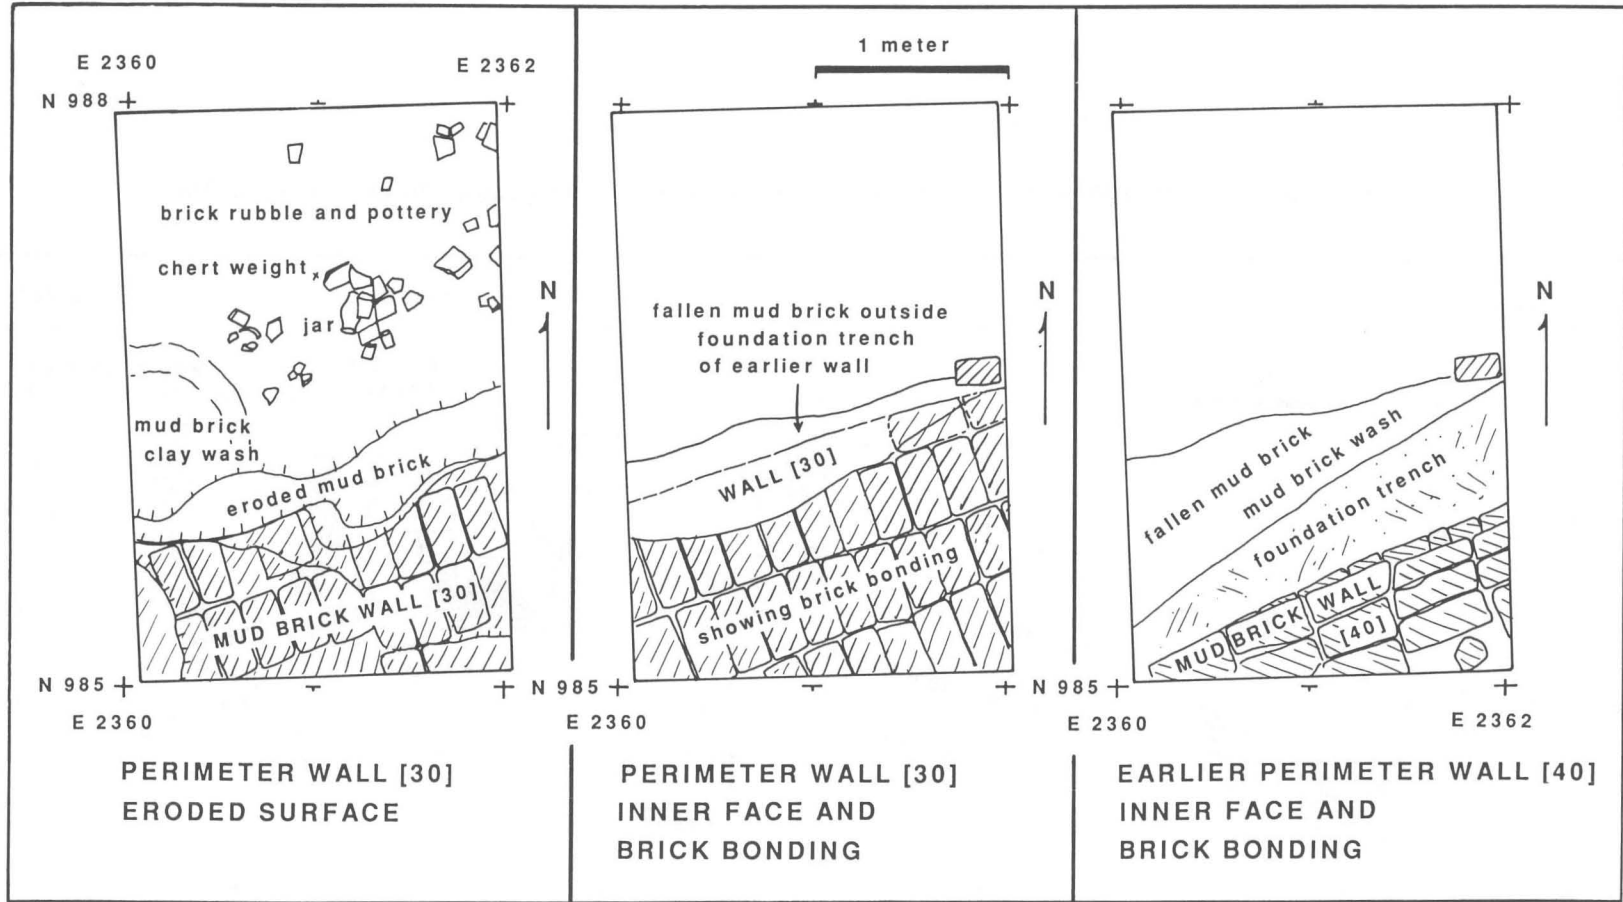 E 2360
E 2362
N 988
brick rubble and pottery
chert weight
x
jar
mud brick
clay wash
eroded mud brick
MUD BRICK WALL [30]
N 985
E 2360
PERIMETER WALL [30]
ERODED SURFACE
N
1 meter
fallen mud brick outside
foundation trench
of earlier wall
WALL [30]
showing brick bonding
N 985
E 2360
PERIMETER WALL [30]
INNER FACE AND
BRICK BONDING
N
fallen mud brick
mud brick wash
foundation trench
MUD BRICK WALL
[40]
N 985
E 2360
E 2362
EARLIER PERIMETER WALL [40]
INNER FACE AND
BRICK BONDING
N